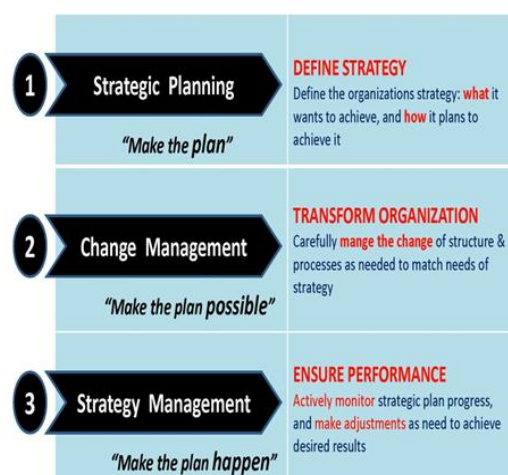 1
Strategic Planning
"Make the plan"
DEFINE STRATEGY
Define the organizations strategy: what it
wants to achieve, and how it plans to
achieve it
2
Change Management
"Make the plan possible"
TRANSFORM ORGANIZATION
Carefully mange the change of structure &
processes as needed to match needs of
strategy
3
Strategy Management
"Make the plan happen"
ENSURE PERFORMANCE
Actively monitor strategic plan progress,
and make adjustments as need to achieve
desired results